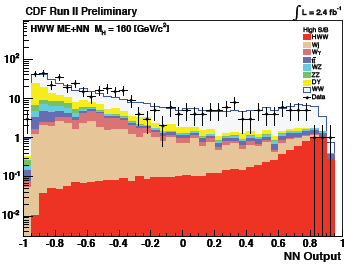 CDF Run II Preliminary
∫ L = 2.4 fb⁻¹
HWW ME+NN M_H = 160 [GeV/c²]
High S/B
HWW
Wj
Wγ
tt̄
WZ
ZZ
DY
WW
Data
10²
10
1
10⁻¹
10⁻²
-1 -0.8 -0.6 -0.4 -0.2 0 0.2 0.4 0.6 0.8 1
NN Output